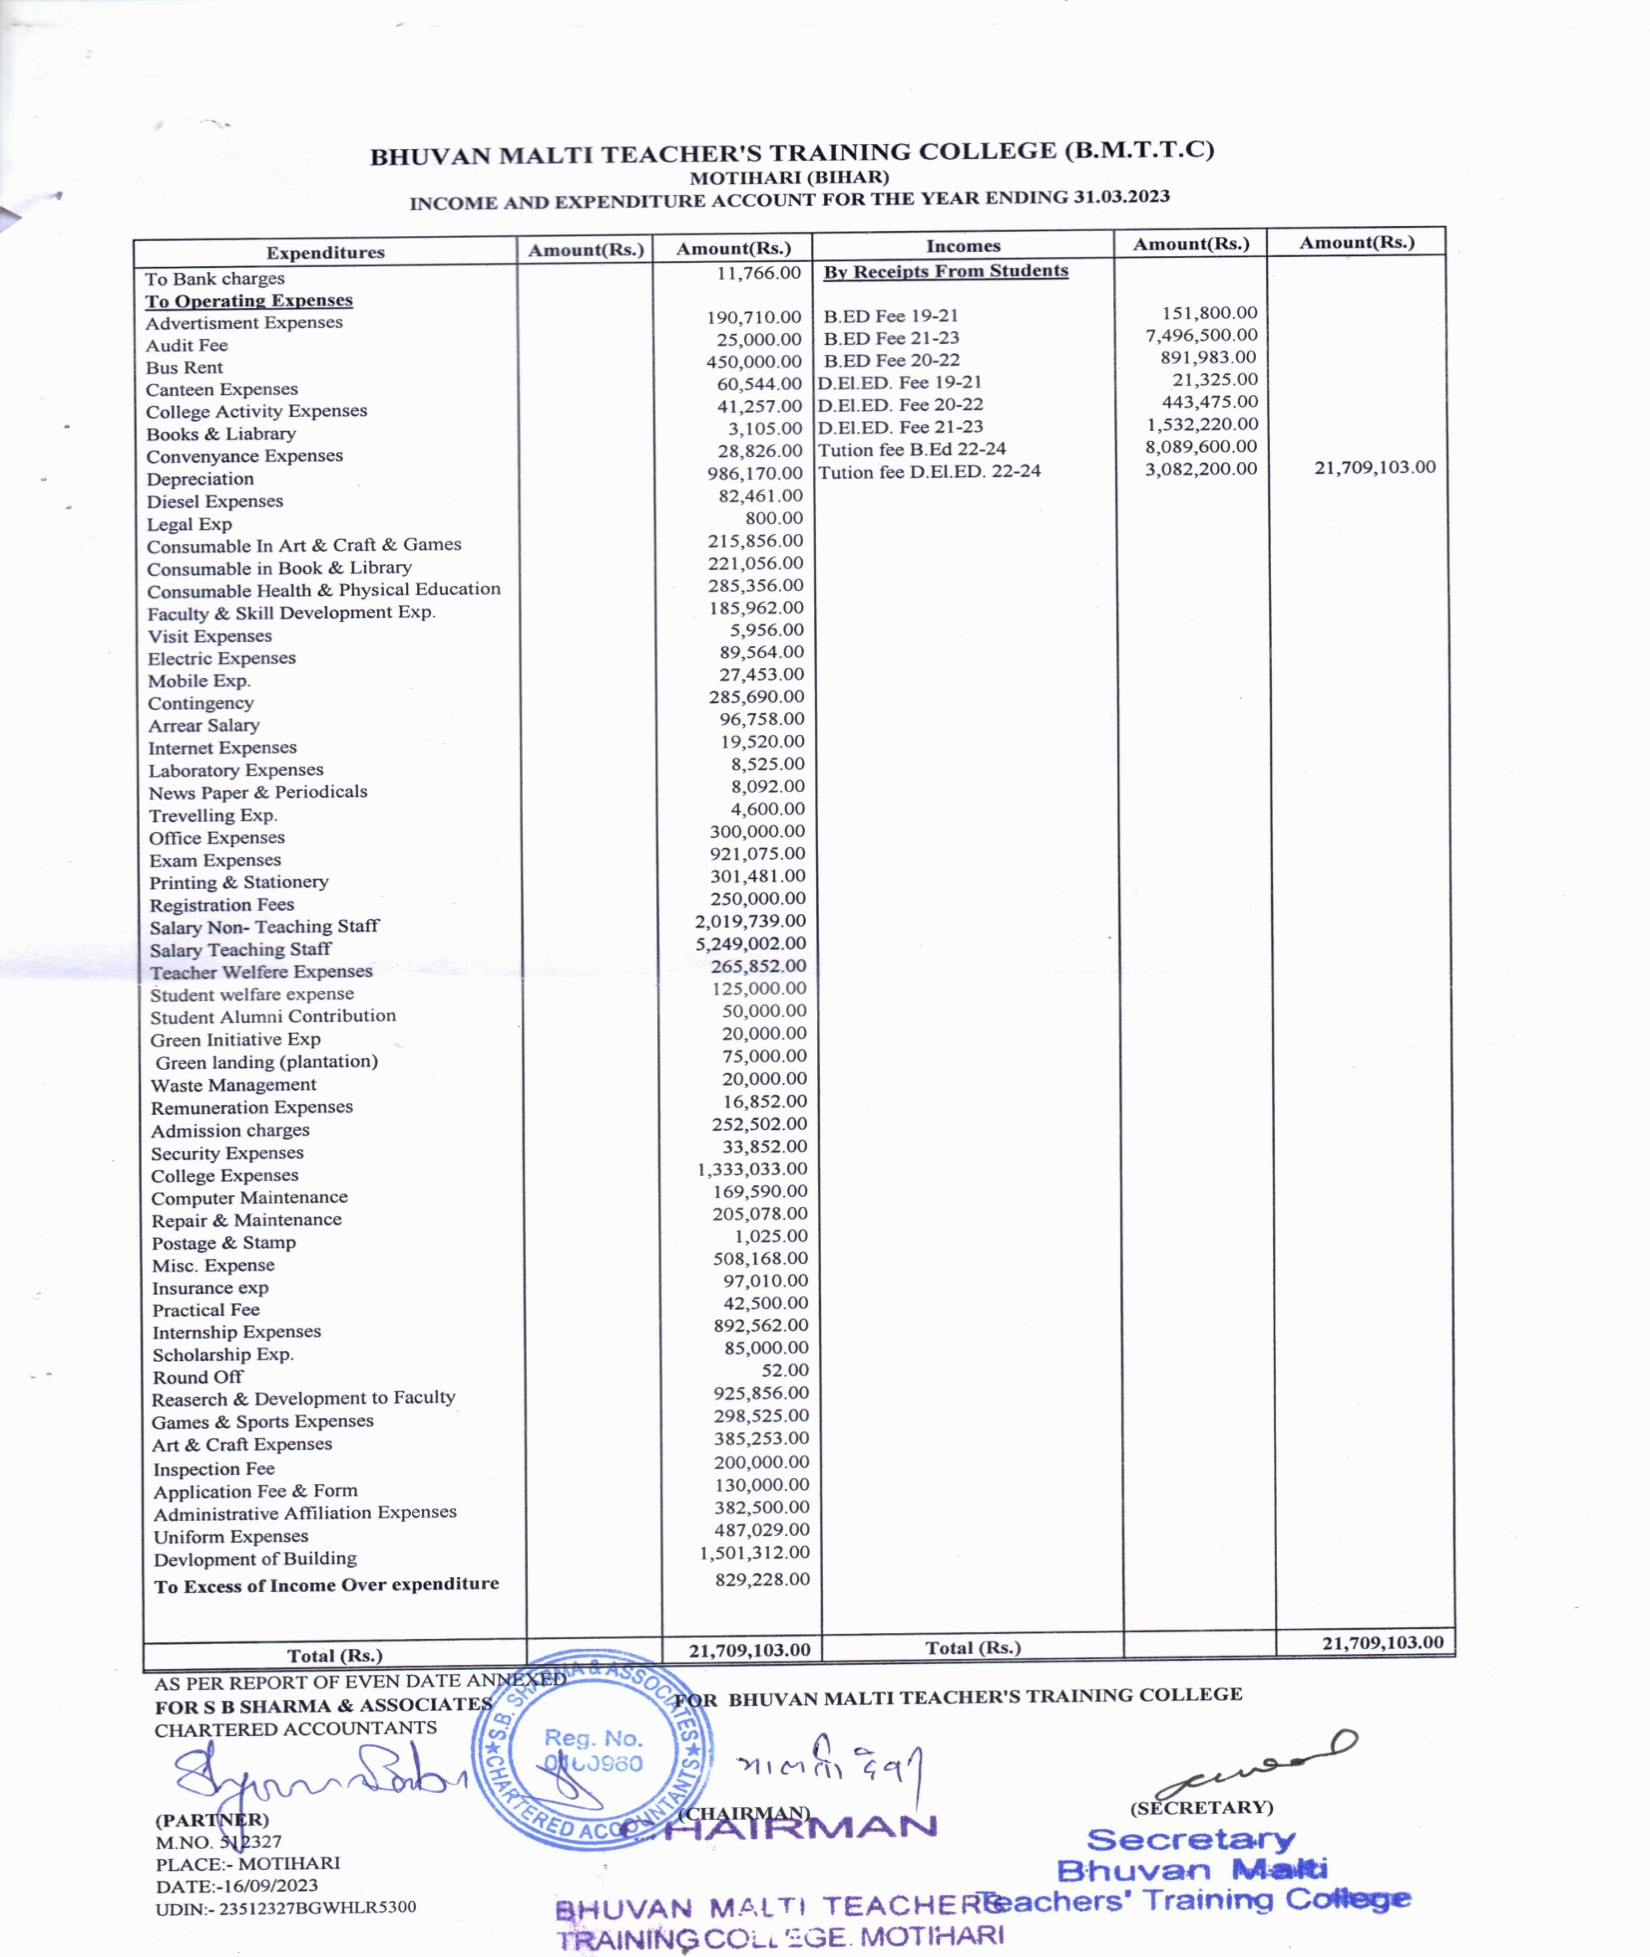 BHUVAN MALTI TEACHER'S TRAINING COLLEGE (B.M.T.T.C)
MOTIHARI (BIHAR)
INCOME AND EXPENDITURE ACCOUNT FOR THE YEAR ENDING 31.03.2023
Expenditures Amount(Rs.) Amount(Rs.) Incomes Amount(Rs.) Amount(Rs.)
To Bank charges 11,766.00 By Receipts From Students
To Operating Expenses
Advertisment Expenses 190,710.00 B.ED Fee 19-21 151,800.00
Audit Fee 25,000.00 B.ED Fee 21-23 7,496,500.00
Bus Rent 450,000.00 B.ED Fee 20-22 891,983.00
Canteen Expenses 60,544.00 D.El.ED. Fee 19-21 21,325.00
College Activity Expenses 41,257.00 D.El.ED. Fee 20-22 443,475.00
Books & Liabrary 3,105.00 D.El.ED. Fee 21-23 1,532,220.00
Convenyance Expenses 28,826.00 Tution fee B.Ed 22-24 8,089,600.00
Depreciation 986,170.00 Tution fee D.El.ED. 22-24 3,082,200.00 21,709,103.00
Diesel Expenses 82,461.00
Legal Exp 800.00
Consumable In Art & Craft & Games 215,856.00
Consumable in Book & Library 221,056.00
Consumable Health & Physical Education 285,356.00
Faculty & Skill Development Exp. 185,962.00
Visit Expenses 5,956.00
Electric Expenses 89,564.00
Mobile Exp. 27,453.00
Contingency 285,690.00
Arrear Salary 96,758.00
Internet Expenses 19,520.00
Laboratory Expenses 8,525.00
News Paper & Periodicals 8,092.00
Trevelling Exp. 4,600.00
Office Expenses 300,000.00
Exam Expenses 921,075.00
Printing & Stationery 301,481.00
Registration Fees 250,000.00
Salary Non- Teaching Staff 2,019,739.00
Salary Teaching Staff 5,249,002.00
Teacher Welfere Expenses 265,852.00
Student welfare expense 125,000.00
Student Alumni Contribution 50,000.00
Green Initiative Exp 20,000.00
Green landing (plantation) 75,000.00
Waste Management 20,000.00
Remuneration Expenses 16,852.00
Admission charges 252,502.00
Security Expenses 33,852.00
College Expenses 1,333,033.00
Computer Maintenance 169,590.00
Repair & Maintenance 205,078.00
Postage & Stamp 1,025.00
Misc. Expense 508,168.00
Insurance exp 97,010.00
Practical Fee 42,500.00
Internship Expenses 892,562.00
Scholarship Exp. 85,000.00
Round Off 52.00
Reaserch & Development to Faculty 925,856.00
Games & Sports Expenses 298,525.00
Art & Craft Expenses 385,253.00
Inspection Fee 200,000.00
Application Fee & Form 130,000.00
Administrative Affiliation Expenses 382,500.00
Uniform Expenses 487,029.00
Devlopment of Building 1,501,312.00
To Excess of Income Over expenditure 829,228.00
Total (Rs.) 21,709,103.00 Total (Rs.) 21,709,103.00
AS PER REPORT OF EVEN DATE ANNEXED
FOR S B SHARMA & ASSOCIATES FOR BHUVAN MALTI TEACHER'S TRAINING COLLEGE
CHARTERED ACCOUNTANTS
S.B. SHARMA & ASSOCIATES
Reg. No.
CHARTERED ACCOUNTANTS
मालती देवी
(PARTNER) (CHAIRMAN) (SECRETARY)
M.NO. 512327
PLACE:- MOTIHARI
DATE:-16/09/2023
UDIN:- 23512327BGWHLR5300
CHAIRMAN
BHUVAN MALTI TEACHERS
TRAINING COLLEGE. MOTIHARI
Secretary
Bhuvan Malti
Teachers' Training College